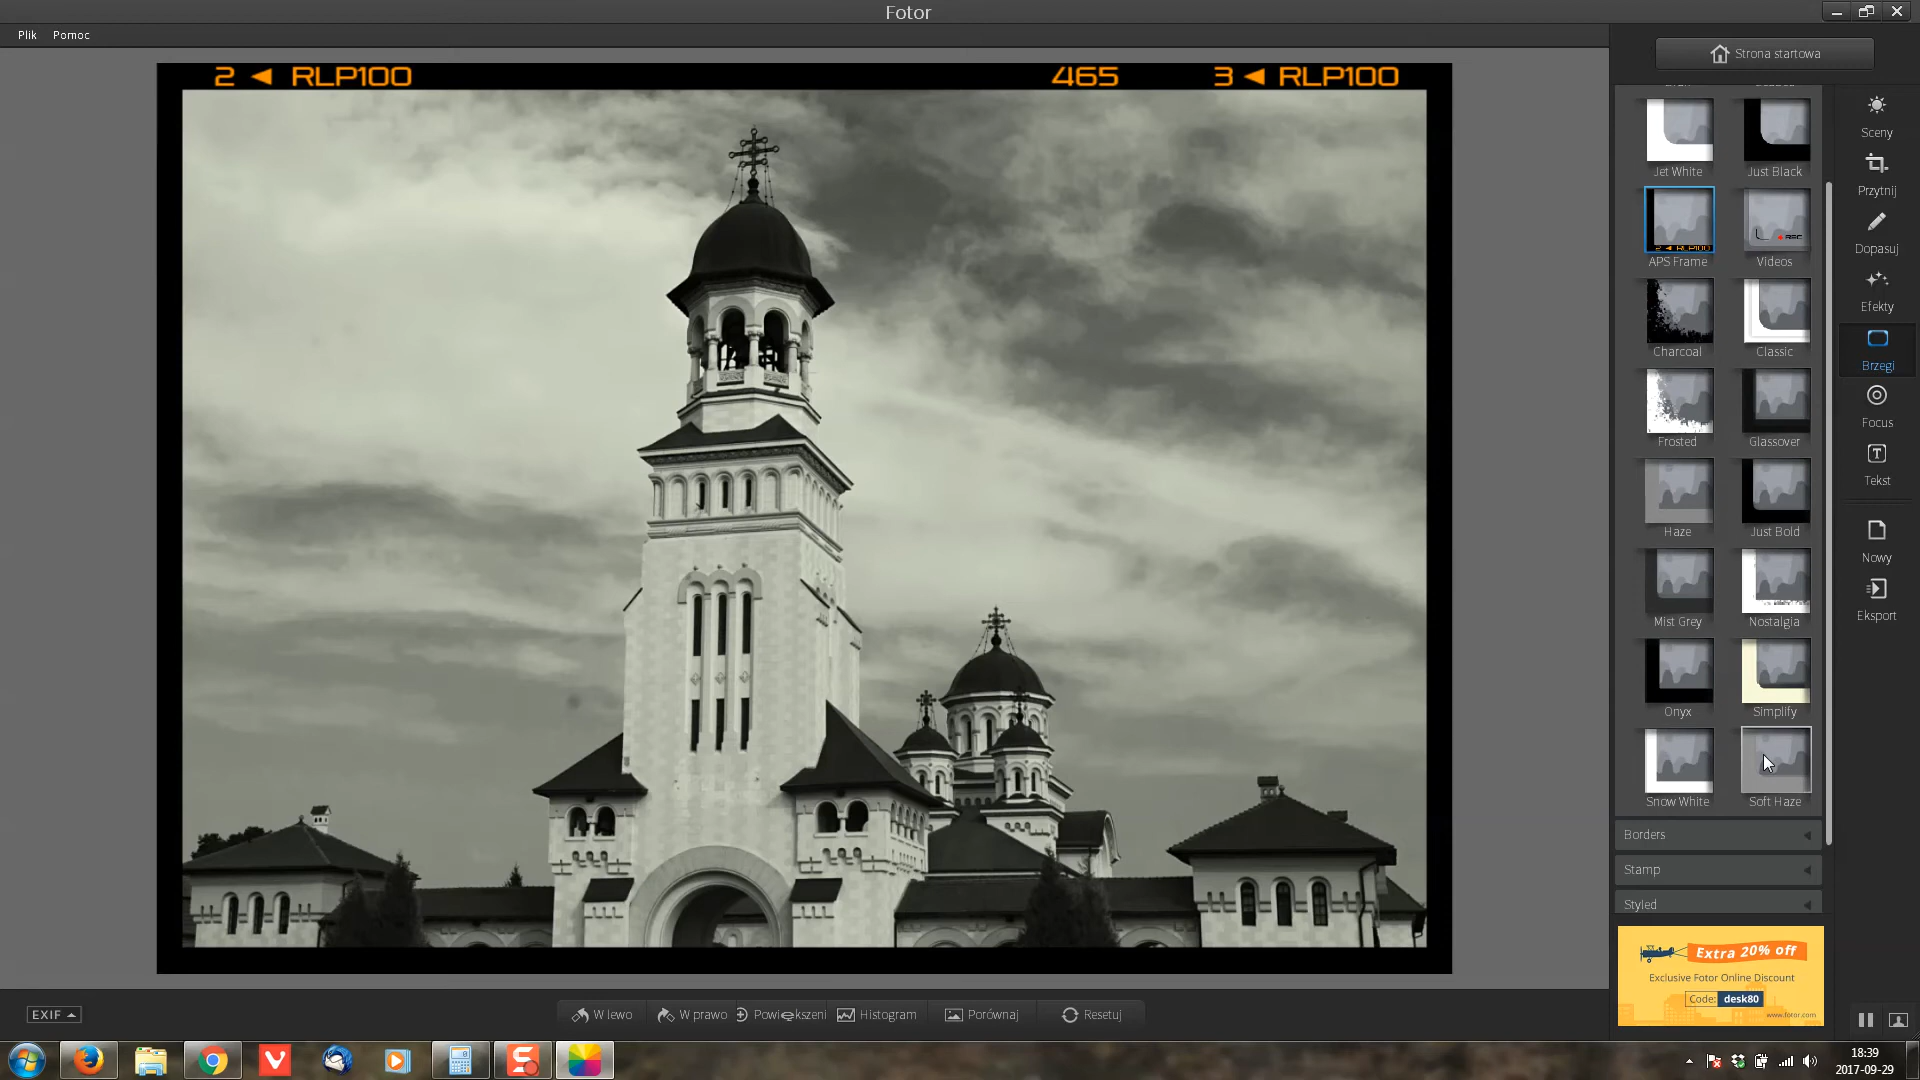 Fotor
Plik Pomoc
Strona startowa
2 ◄ RLP100 465 3 ◄ RLP100
Jet White Just Black
APS Frame Videos
Charcoal Classic
Frosted Glassover
Haze Just Bold
Mist Grey Nostalgia
Onyx Simplify
Snow White Soft Haze
Borders
Stamp
Styled
Sceny
Przytnij
Dopasuj
Efekty
Brzegi
Focus
Tekst
Nowy
Eksport
Extra 20% off
Exclusive Fotor Online Discount
Code: desk80
www.fotor.com
EXIF
W lewo W prawo Histogram Porównaj Resetuj
18:39
2017-09-29